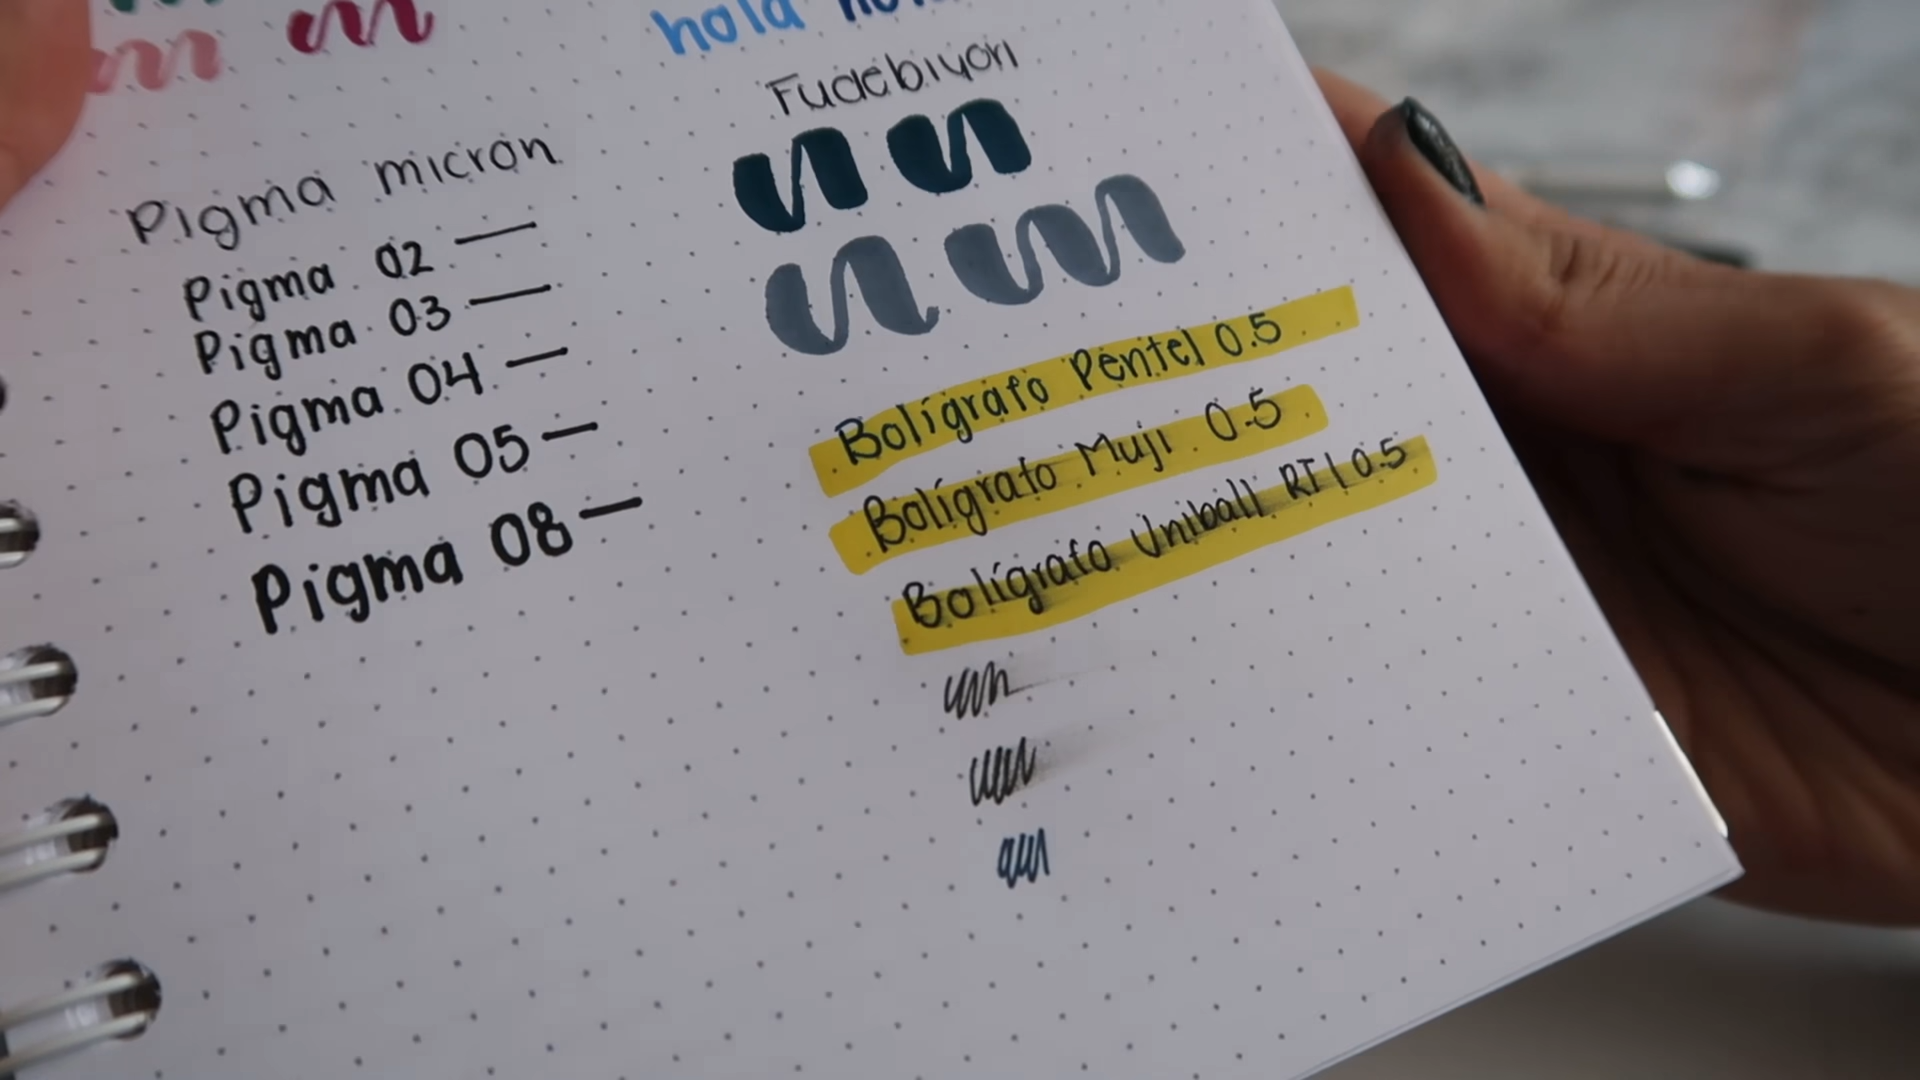 hola
Pigma micron
Pigma 02
Pigma 03
Pigma 04
Pigma 05
Pigma 08
Fudebiyori
Bolígrafo Pentel 0.5
Bolígrafo Muji 0.5
Bolígrafo Uniball RT1 0.5